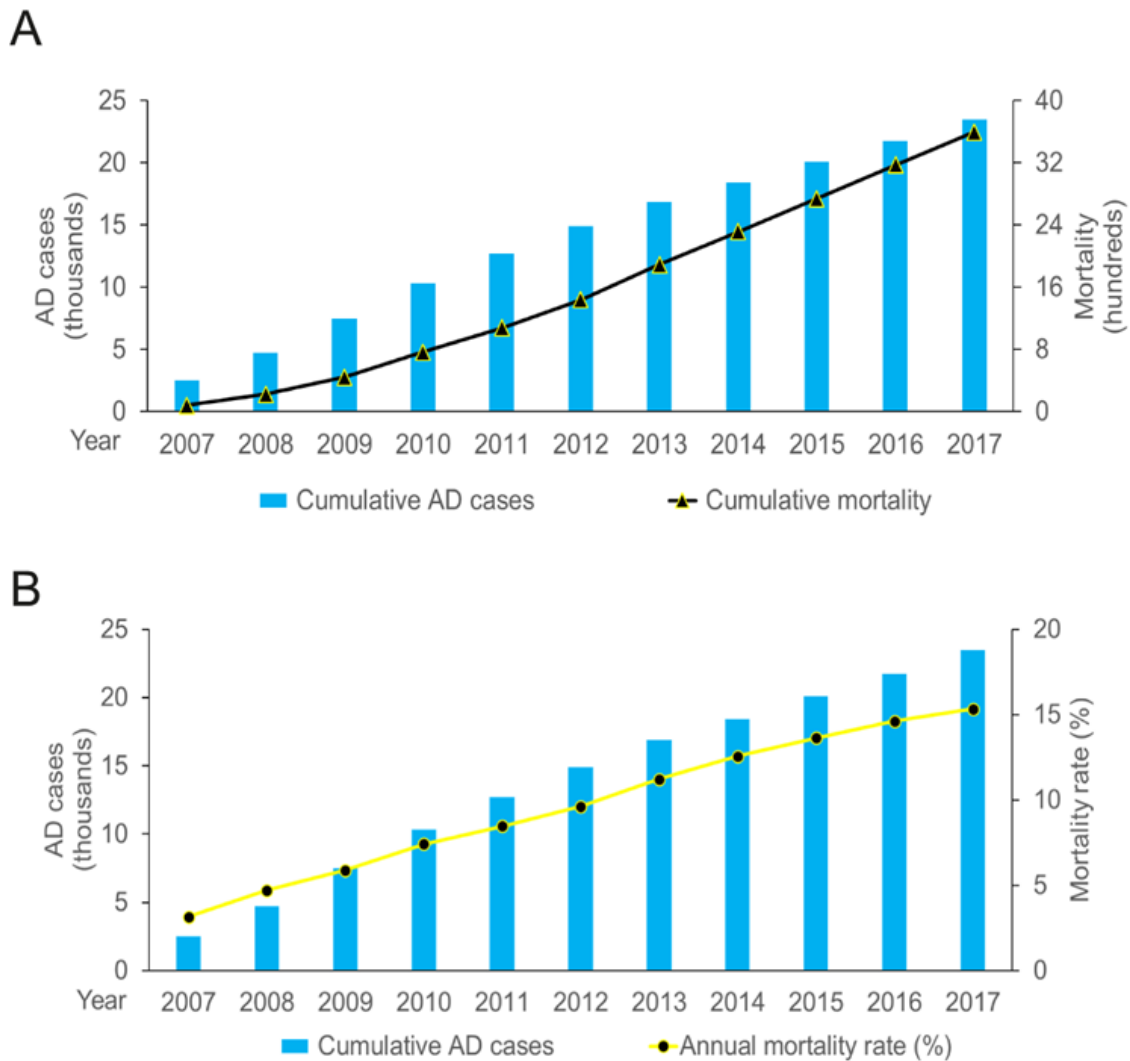 A
25
20
15
10
5
0
AD cases
(thousands)
40
32
24
16
8
0
Mortality
(hundreds)
Year 2007 2008 2009 2010 2011 2012 2013 2014 2015 2016 2017
Cumulative AD cases
Cumulative mortality
B
25
20
15
10
5
0
AD cases
(thousands)
20
15
10
5
0
Mortality rate (%)
Year 2007 2008 2009 2010 2011 2012 2013 2014 2015 2016 2017
Cumulative AD cases
Annual mortality rate (%)